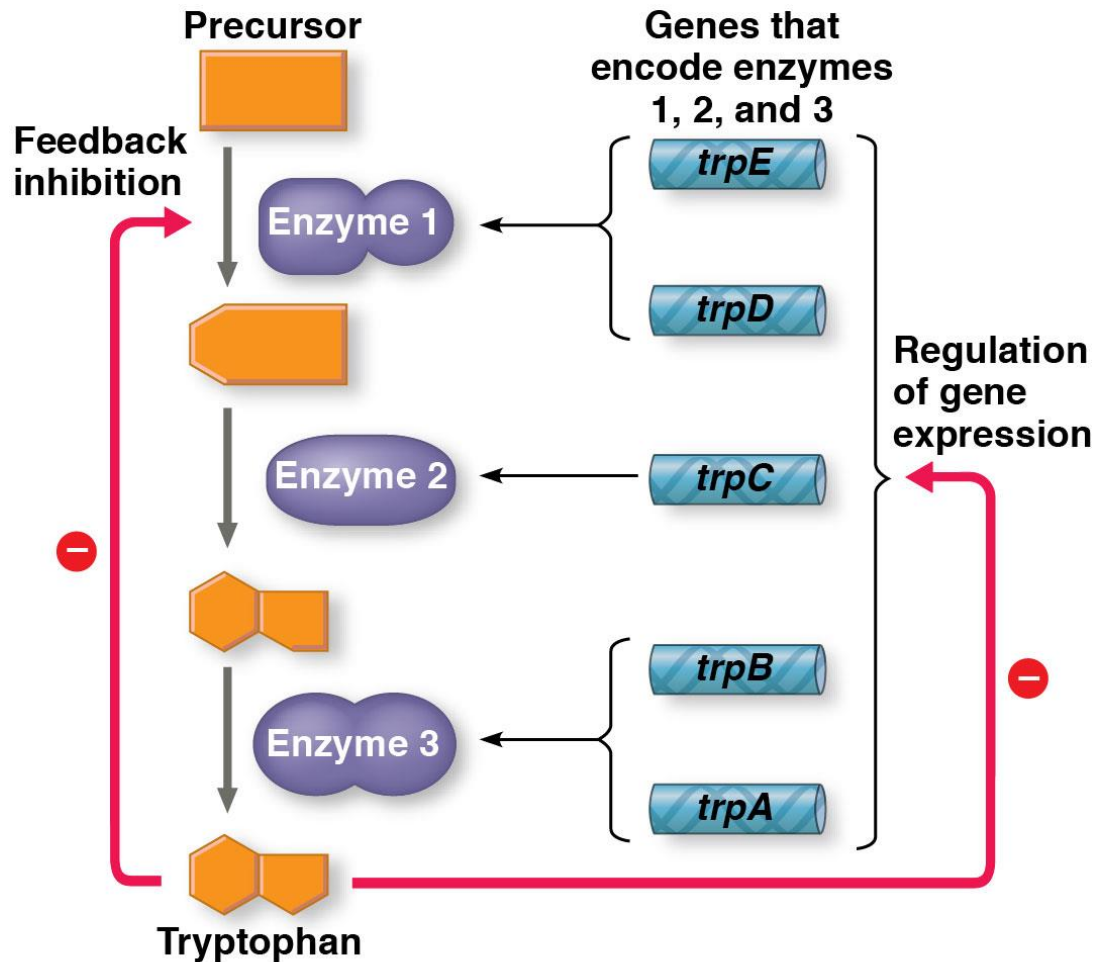 Precursor
Genes that
encode enzymes
1, 2, and 3
Feedback
inhibition
trpE
Enzyme 1
trpD
Regulation
of gene
expression
Enzyme 2
trpC
−
trpB
−
Enzyme 3
trpA
Tryptophan